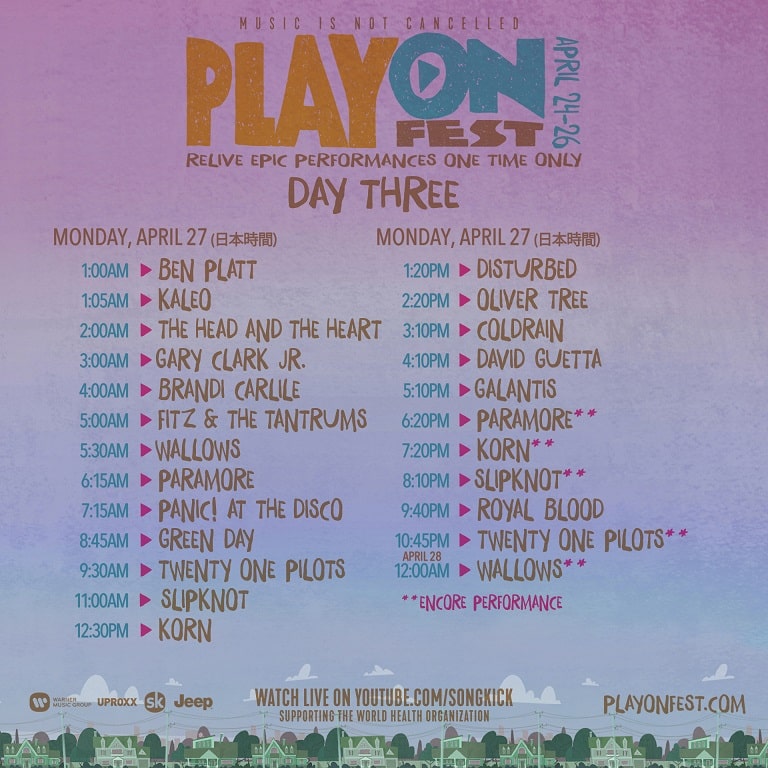 MUSIC IS NOT CANCELLED
PLAYON
FEST
APRIL 24-26
RELIVE EPIC PERFORMANCES ONE TIME ONLY
DAY THREE
MONDAY, APRIL 27 (日本時間)
1:00AM BEN PLATT
1:05AM KALEO
2:00AM THE HEAD AND THE HEART
3:00AM GARY CLARK JR.
4:00AM BRANDI CARLILE
5:00AM FITZ & THE TANTRUMS
5:30AM WALLOWS
6:15AM PARAMORE
7:15AM PANIC! AT THE DISCO
8:45AM GREEN DAY
9:30AM TWENTY ONE PILOTS
11:00AM SLIPKNOT
12:30PM KORN
MONDAY, APRIL 27 (日本時間)
1:20PM DISTURBED
2:20PM OLIVER TREE
3:10PM COLDRAIN
4:10PM DAVID GUETTA
5:10PM GALANTIS
6:20PM PARAMORE**
7:20PM KORN**
8:10PM SLIPKNOT**
9:40PM ROYAL BLOOD
10:45PM TWENTY ONE PILOTS**
APRIL 28
12:00AM WALLOWS**
**ENCORE PERFORMANCE
WARNER MUSIC GROUP
UPROXX
sk
Jeep
WATCH LIVE ON YOUTUBE.COM/SONGKICK
SUPPORTING THE WORLD HEALTH ORGANIZATION
PLAYONFEST.COM